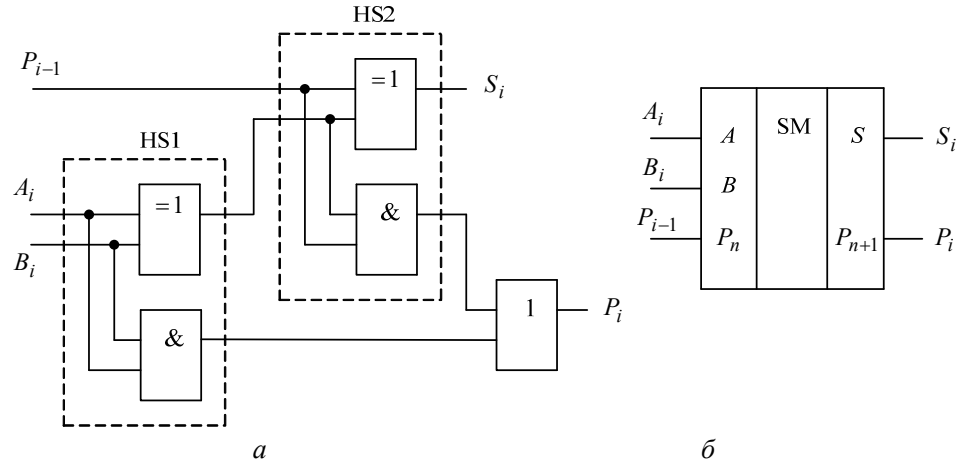 HS2
P_{i-1}
=1
S_i
HS1
A_i
=1
B_i
&
&
1
P_i
A_i
A
SM
S
S_i
B_i
B
P_{i-1}
P_n
P_{n+1}
P_i
а
б